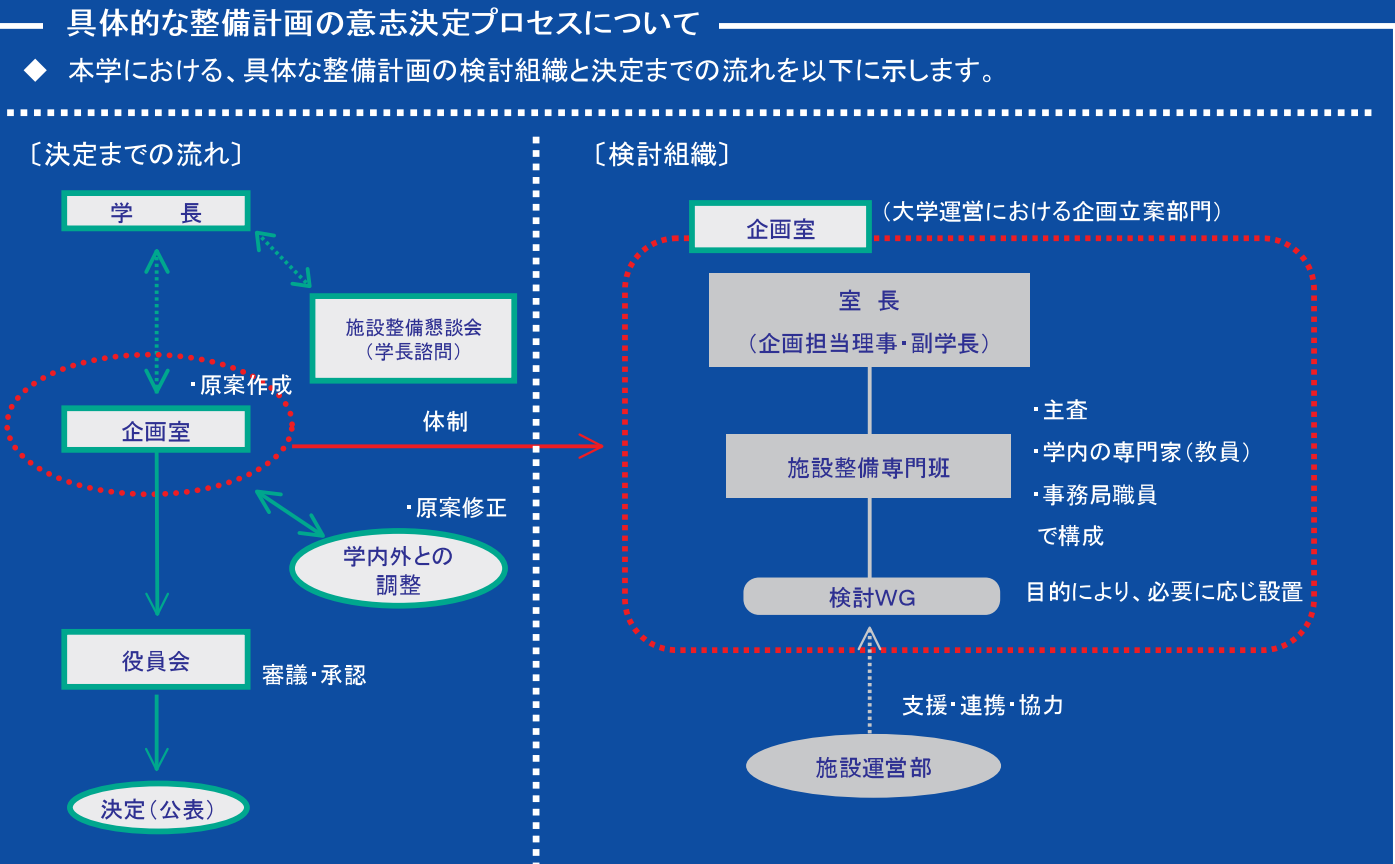 具体的な整備計画の意志決定プロセスについて
◆ 本学における、具体な整備計画の検討組織と決定までの流れを以下に示します。
〔決定までの流れ〕
学　長
施設整備懇談会
（学長諮問）
・原案作成
企画室
体制
・原案修正
学内外との
調整
役員会
審議・承認
決定（公表）
〔検討組織〕
企画室
（大学運営における企画立案部門）
室 長
（企画担当理事・副学長）
施設整備専門班
・主査
・学内の専門家（教員）
・事務局職員
で構成
検討WG
目的により、必要に応じ設置
支援・連携・協力
施設運営部